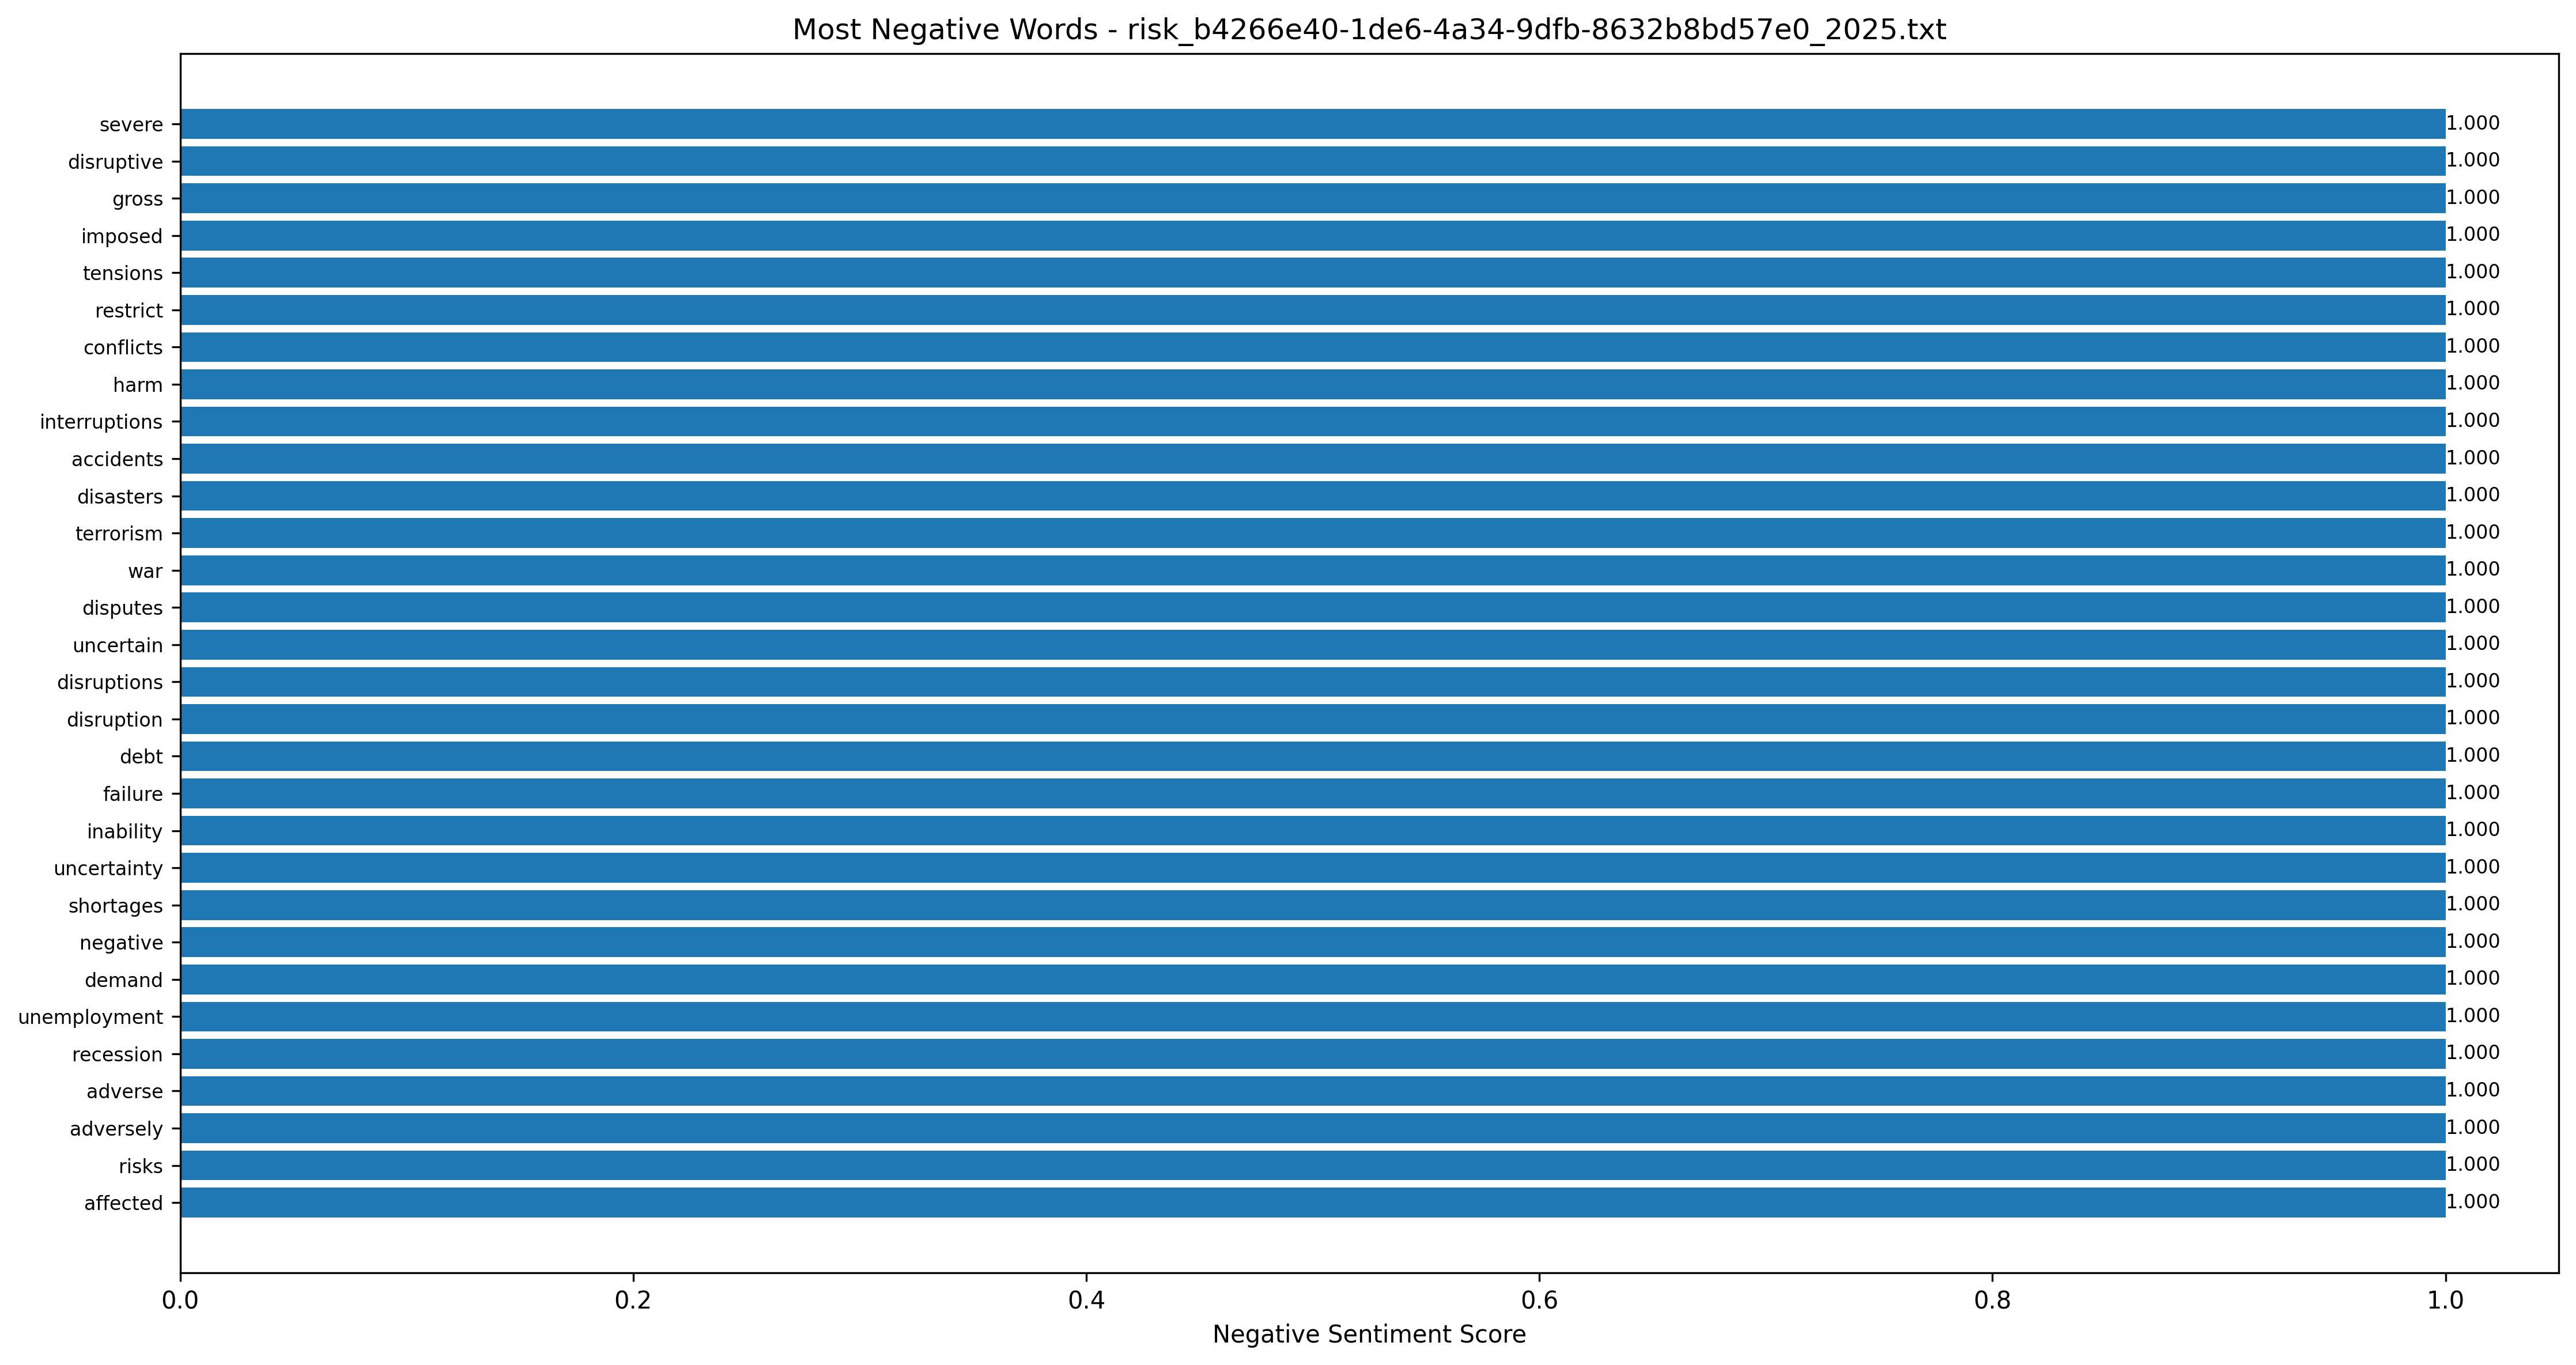 Most Negative Words - risk_b4266e40-1de6-4a34-9dfb-8632b8bd57e0_2025.txt
severe 1.000
disruptive 1.000
gross 1.000
imposed 1.000
tensions 1.000
restrict 1.000
conflicts 1.000
harm 1.000
interruptions 1.000
accidents 1.000
disasters 1.000
terrorism 1.000
war 1.000
disputes 1.000
uncertain 1.000
disruptions 1.000
disruption 1.000
debt 1.000
failure 1.000
inability 1.000
uncertainty 1.000
shortages 1.000
negative 1.000
demand 1.000
unemployment 1.000
recession 1.000
adverse 1.000
adversely 1.000
risks 1.000
affected 1.000
0.0 0.2 0.4 0.6 0.8 1.0
Negative Sentiment Score